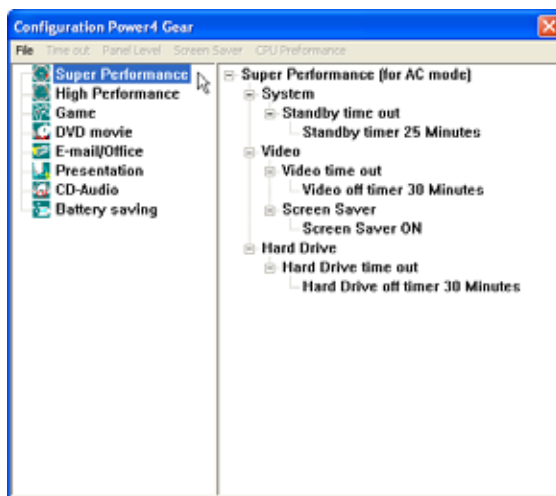 Configuration Power4 Gear
File Time out Panel Level Screen Saver CPU Preformance
Super Performance
High Performance
Game
DVD movie
E-mail/Office
Presentation
CD-Audio
Battery saving
Super Performance (for AC mode)
System
Standby time out
Standby timer 25 Minutes
Video
Video time out
Video off timer 30 Minutes
Screen Saver
Screen Saver ON
Hard Drive
Hard Drive time out
Hard Drive off timer 30 Minutes